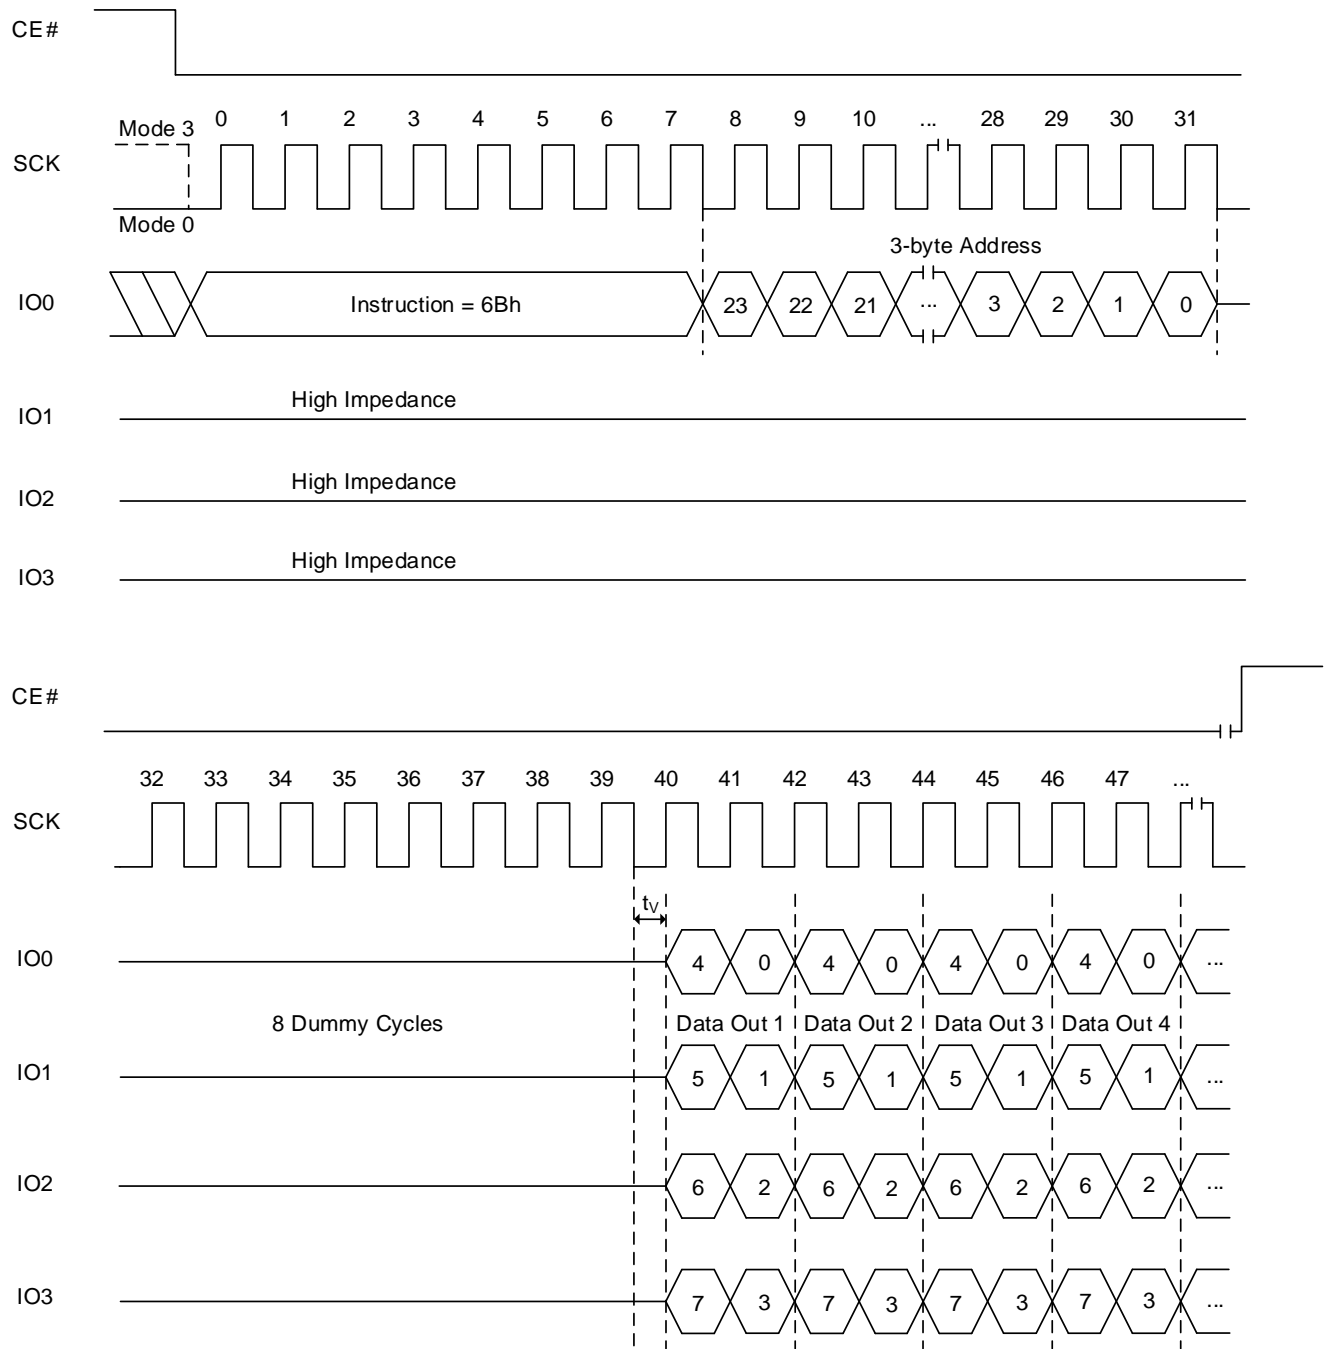 CE#
Mode 3 0 1 2 3 4 5 6 7 8 9 10 ... 28 29 30 31
SCK
Mode 0
3-byte Address
IO0 Instruction = 6Bh 23 22 21 ... 3 2 1 0
High Impedance
IO1
High Impedance
IO2
High Impedance
IO3
CE#
32 33 34 35 36 37 38 39 40 41 42 43 44 45 46 47 ...
SCK
tV
IO0 4 0 4 0 4 0 4 0 ...
8 Dummy Cycles Data Out 1 Data Out 2 Data Out 3 Data Out 4
IO1 5 1 5 1 5 1 5 1 ...
IO2 6 2 6 2 6 2 6 2 ...
IO3 7 3 7 3 7 3 7 3 ...